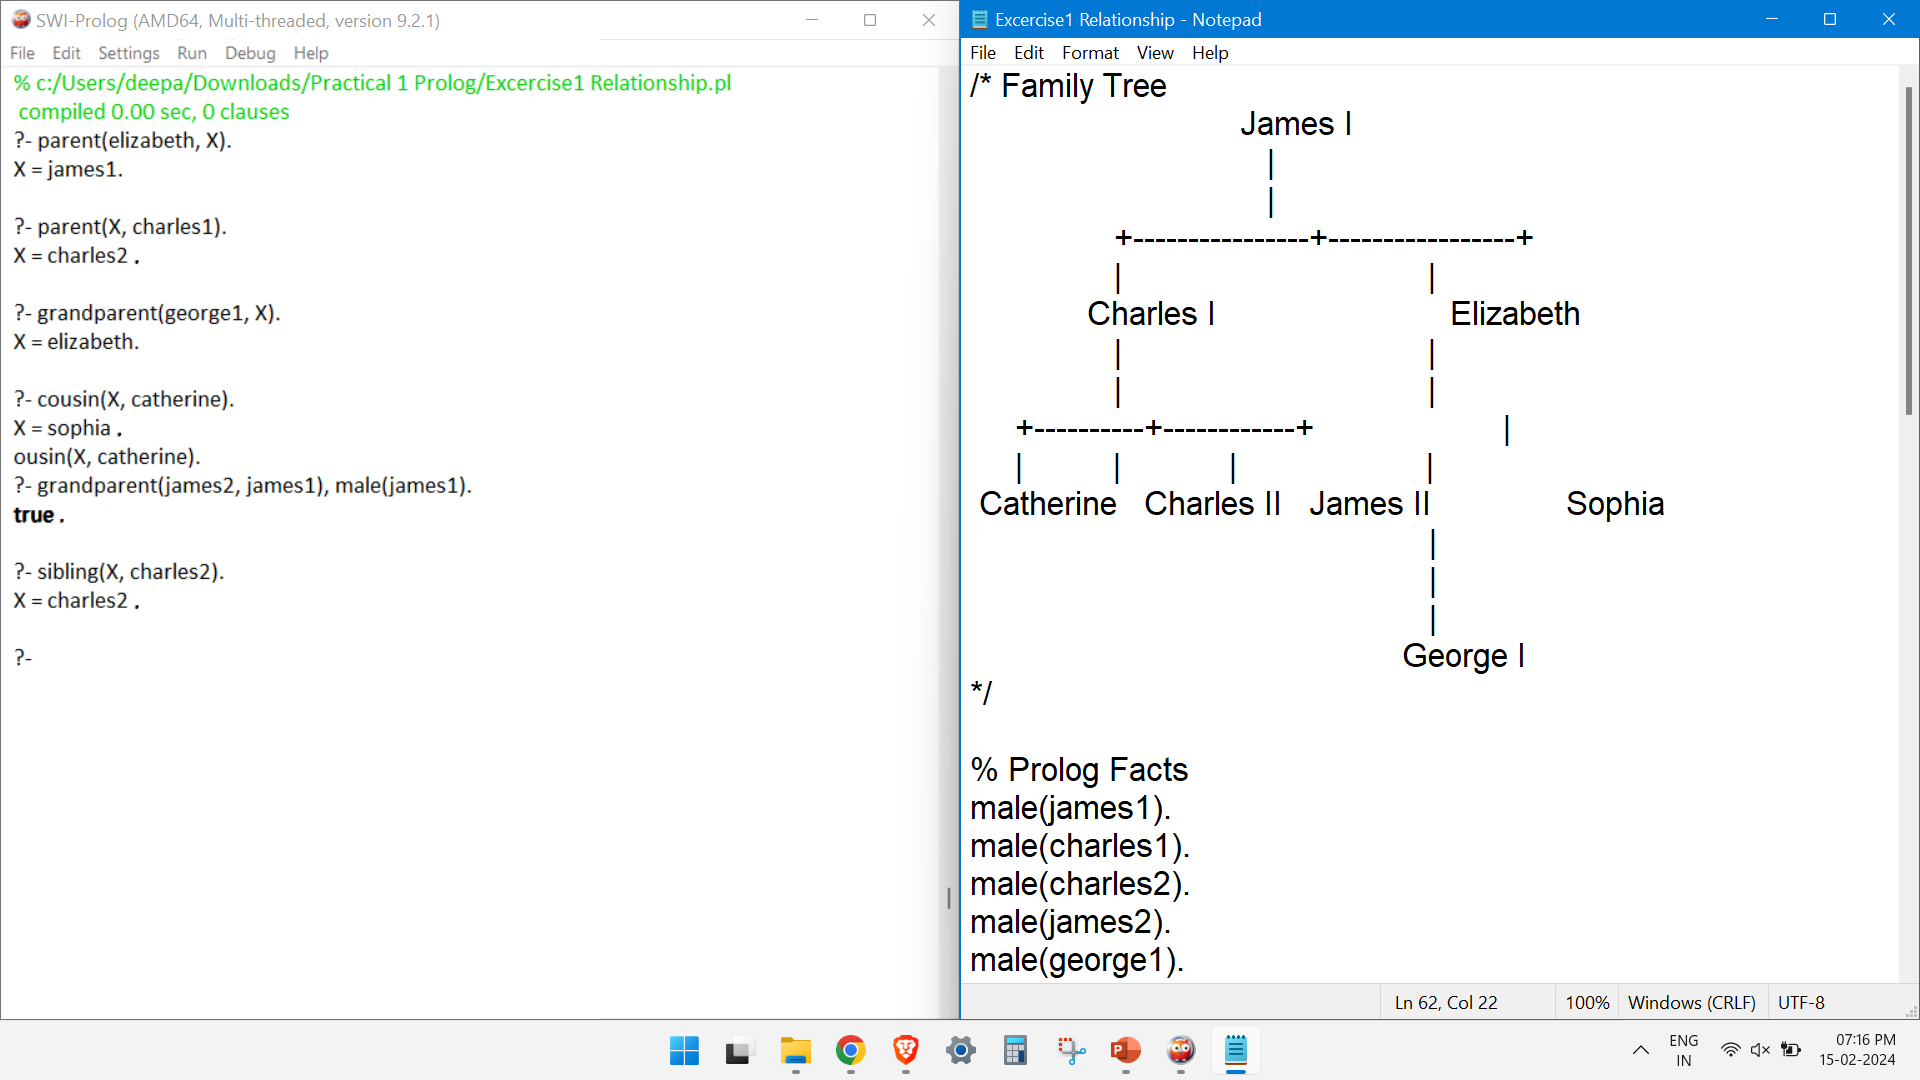 SWI-Prolog (AMD64, Multi-threaded, version 9.2.1)
File Edit Settings Run Debug Help
% c:/Users/deepa/Downloads/Practical 1 Prolog/Excercise1 Relationship.pl
compiled 0.00 sec, 0 clauses
?- parent(elizabeth, X).
X = james1.
?- parent(X, charles1).
X = charles2 .
?- grandparent(george1, X).
X = elizabeth.
?- cousin(X, catherine).
X = sophia .
ousin(X, catherine).
?- grandparent(james2, james1), male(james1).
true .
?- sibling(X, charles2).
X = charles2 .
?-
Excercise1 Relationship - Notepad
File Edit Format View Help
/* Family Tree
James I
|
|
+----------------+-----------------+
| |
Charles I Elizabeth
| |
| |
+----------+------------+ |
| | | |
Catherine Charles II James II Sophia
|
|
|
George I
*/
% Prolog Facts
male(james1).
male(charles1).
male(charles2).
male(james2).
male(george1).
Ln 62, Col 22 100% Windows (CRLF) UTF-8
ENG
IN
07:16 PM
15-02-2024